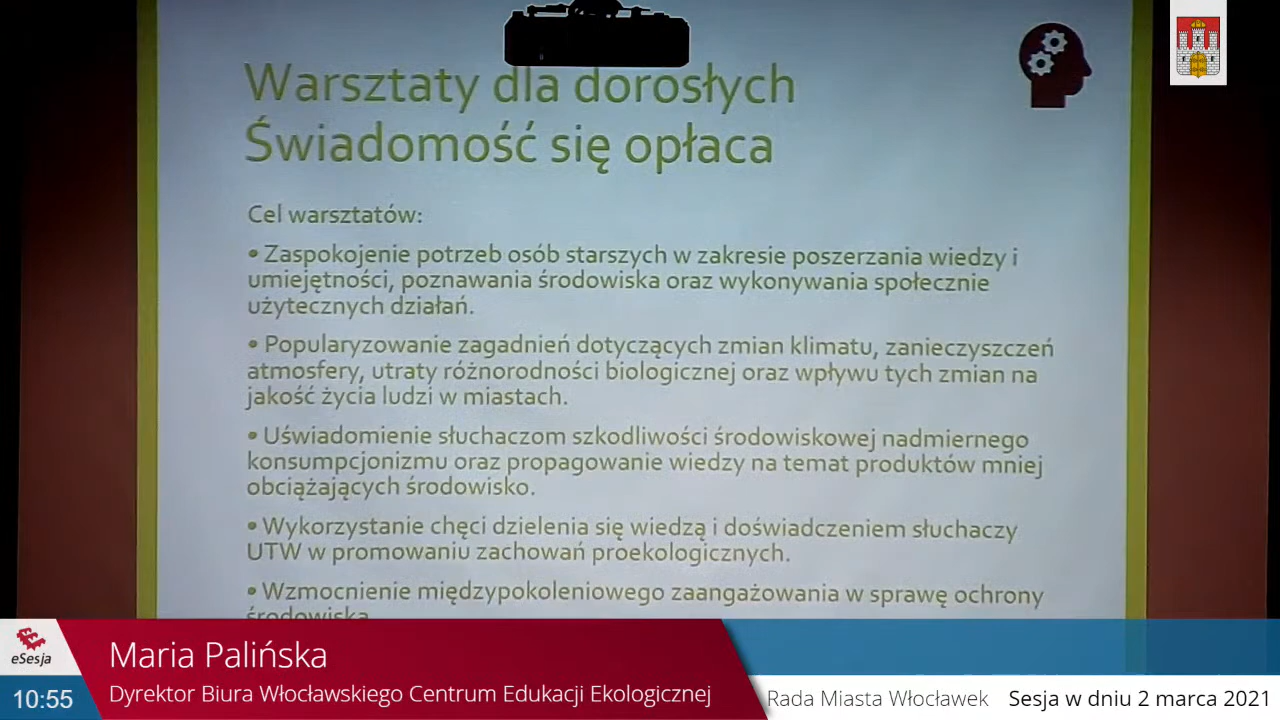 Warsztaty dla dorosłych
Świadomość się opłaca
Cel warsztatów:
• Zaspokojenie potrzeb osób starszych w zakresie poszerzania wiedzy i
umiejętności, poznawania środowiska oraz wykonywania społecznie
użytecznych działań.
• Popularyzowanie zagadnień dotyczących zmian klimatu, zanieczyszczeń
atmosfery, utraty różnorodności biologicznej oraz wpływu tych zmian na
jakość życia ludzi w miastach.
• Uświadomienie słuchaczom szkodliwości środowiskowej nadmiernego
konsumpcjonizmu oraz propagowanie wiedzy na temat produktów mniej
obciążających środowisko.
• Wykorzystanie chęci dzielenia się wiedzą i doświadczeniem słuchaczy
UTW w promowaniu zachowań proekologicznych.
• Wzmocnienie międzypokoleniowego zaangażowania w sprawę ochrony
środowiska.
eSesja
10:55
Maria Palińska
Dyrektor Biura Włocławskiego Centrum Edukacji Ekologicznej
Rada Miasta Włocławek Sesja w dniu 2 marca 2021